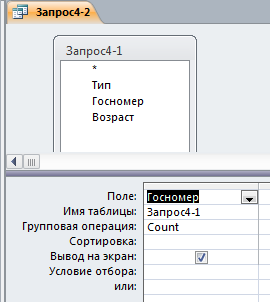 Запрос4-2
Запрос4-1
*
Тип
Госномер
Возраст
Поле: Госномер
Имя таблицы: Запрос4-1
Групповая операция: Count
Сортировка:
Вывод на экран:
Условие отбора:
или: